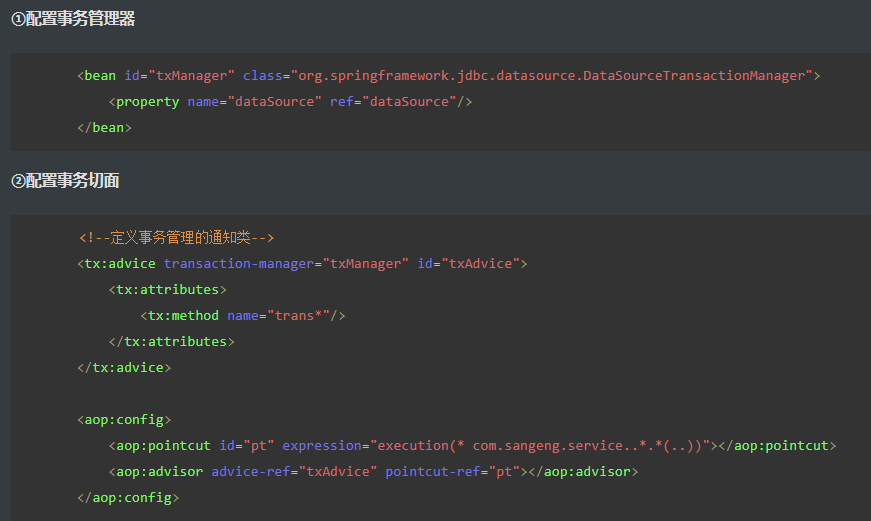 ①配置事务管理器
<bean id="txManager" class="org.springframework.jdbc.datasource.DataSourceTransactionManager">
<property name="dataSource" ref="dataSource"/>
</bean>
②配置事务切面
<!--定义事务管理的通知类-->
<tx:advice transaction-manager="txManager" id="txAdvice">
<tx:attributes>
<tx:method name="trans*"/>
</tx:attributes>
</tx:advice>
<aop:config>
<aop:pointcut id="pt" expression="execution(* com.sangeng.service..*.*(..))"></aop:pointcut>
<aop:advisor advice-ref="txAdvice" pointcut-ref="pt"></aop:advisor>
</aop:config>